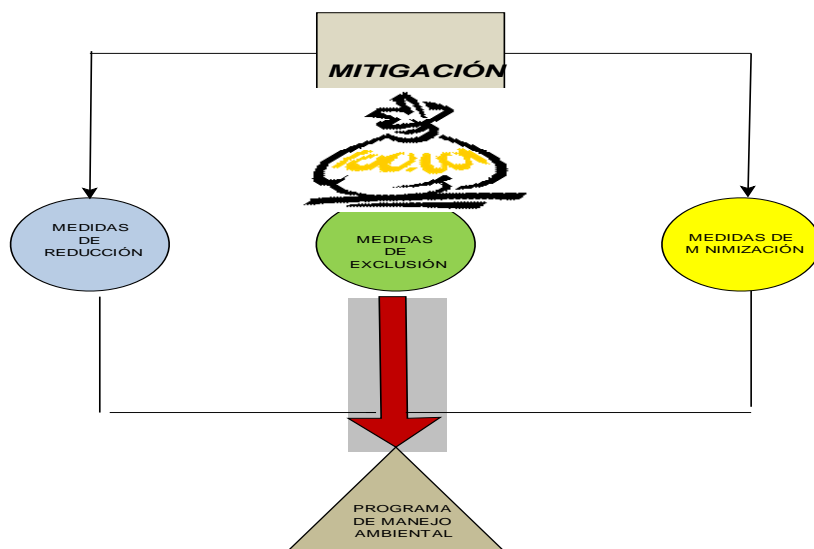 MITIGACIÓN
MEDIDAS
DE
REDUCCIÓN
MEDIDAS
DE
EXCLUSIÓN
MEDIDAS DE
M NIMIZACIÓN
PROGRAMA
DE MANEJO
AMBIENTAL